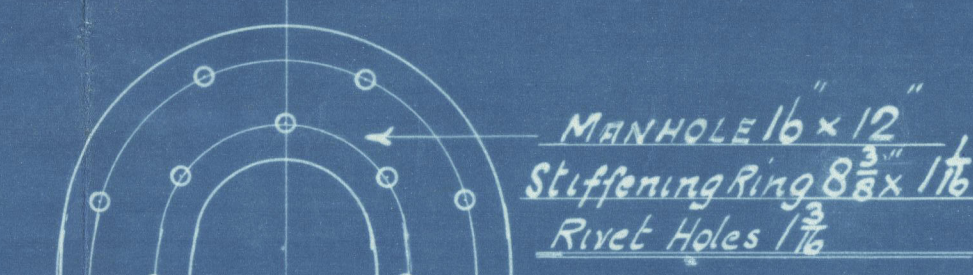 MANHOLE 16" x 12"
Stiffening Ring 8 3/8" x 1 1/16
Rivet Holes 1 3/16